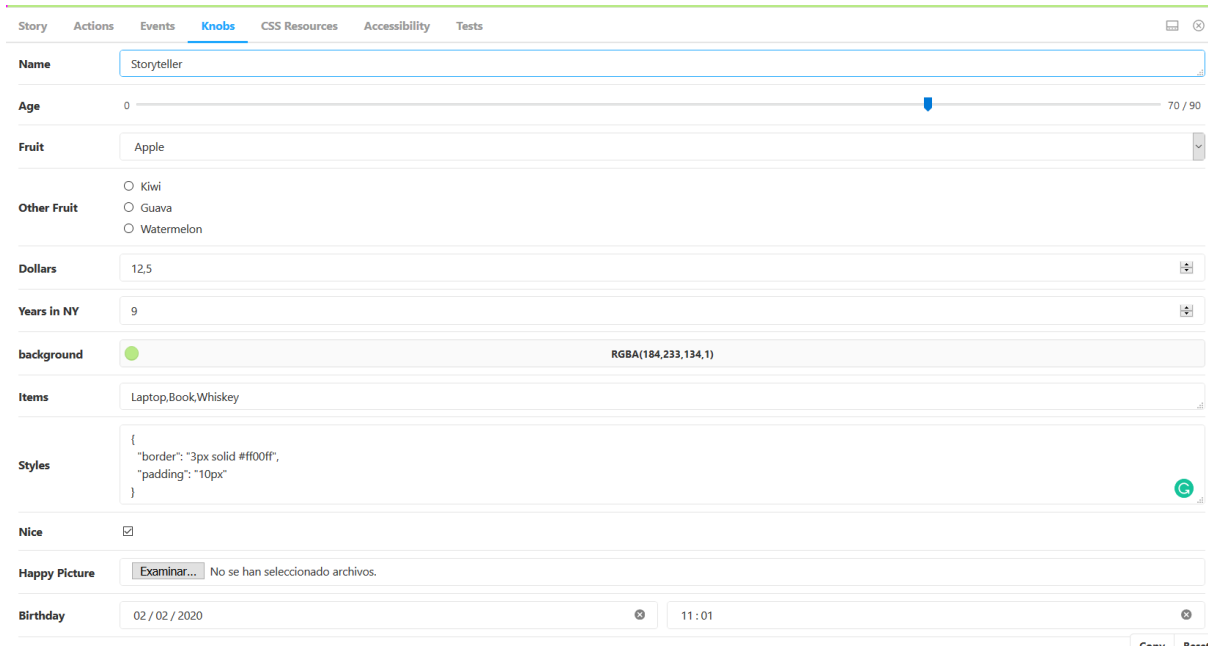 Story Actions Events Knobs CSS Resources Accessibility Tests
Name Storyteller
Age 0 70 / 90
Fruit Apple
Kiwi
Other Fruit Guava
Watermelon
Dollars 12,5
Years in NY 9
background RGBA(184,233,134,1)
Items Laptop,Book,Whiskey
{
"border": "3px solid #ff00ff",
Styles
"padding": "10px"
}
Nice
Happy Picture Examinar... No se han seleccionado archivos.
Birthday 02 / 02 / 2020 11 : 01
Copy Reset